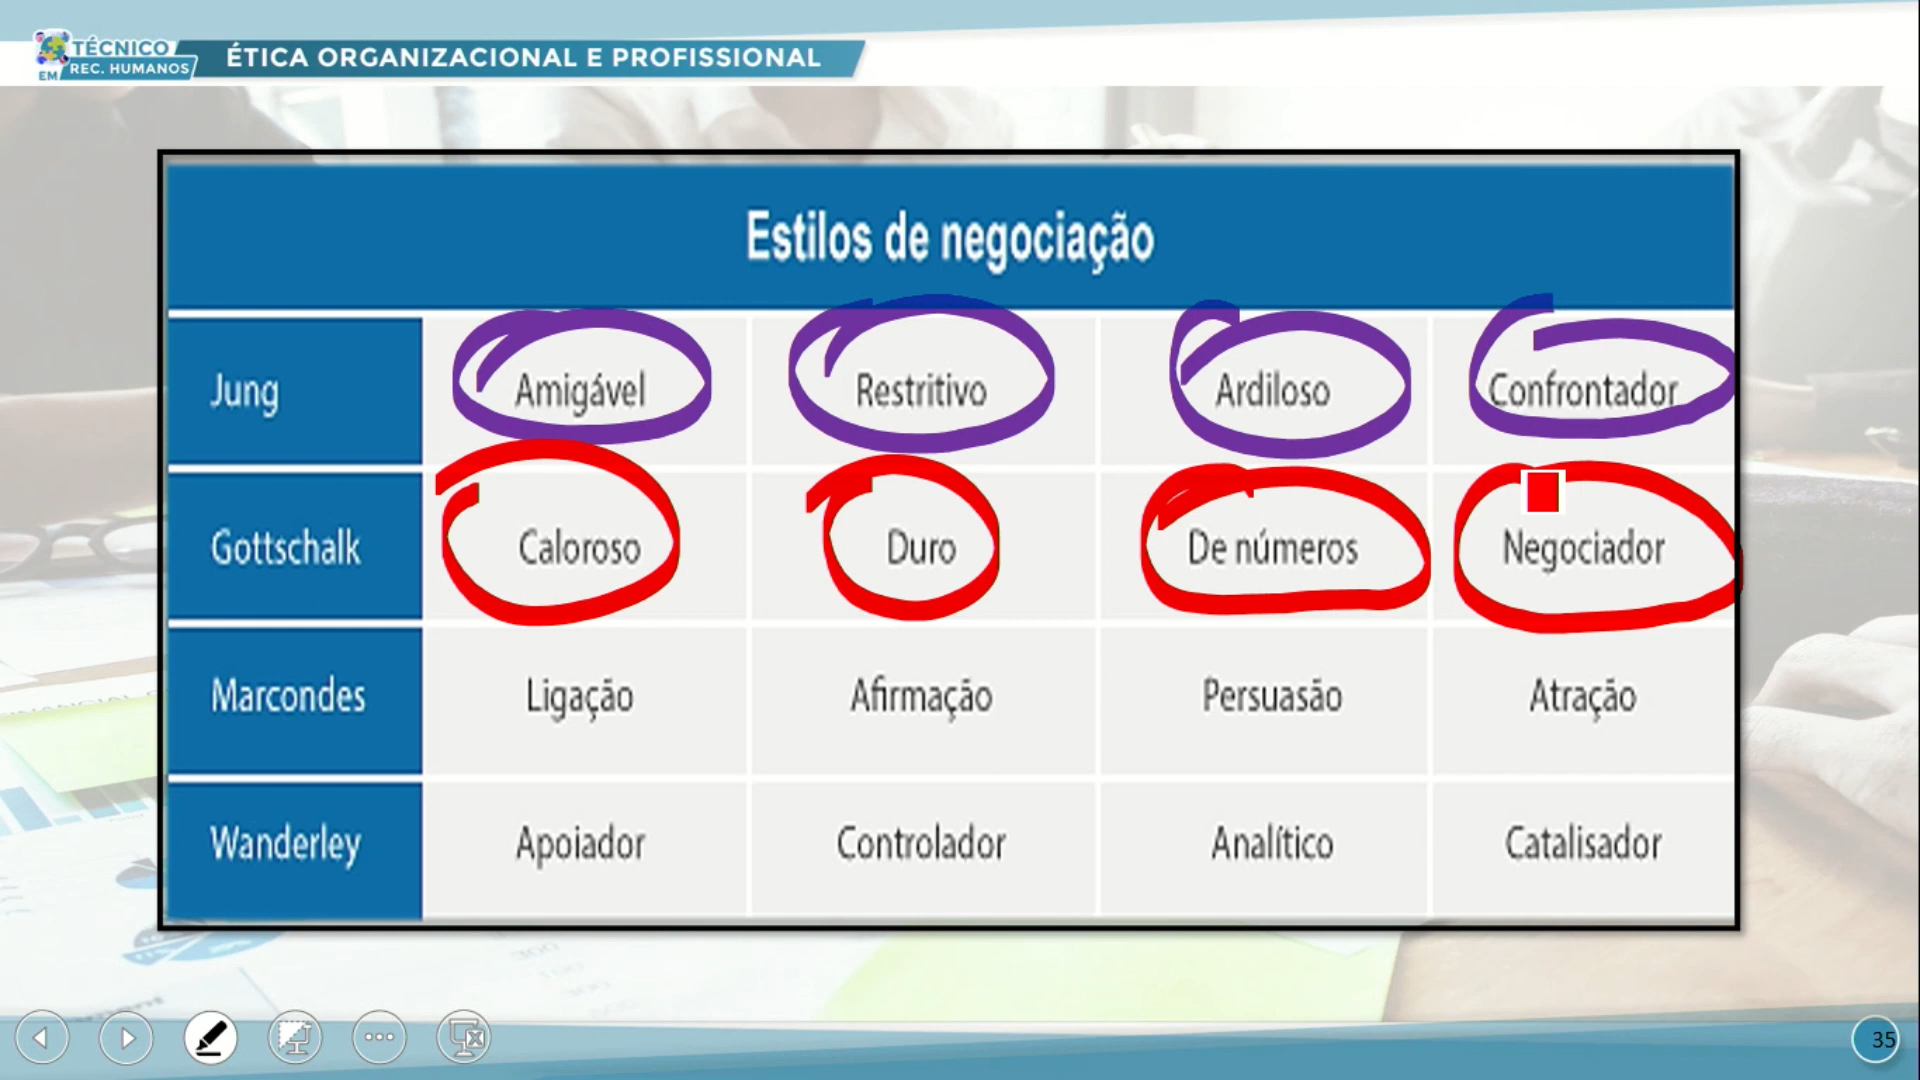 TÉCNICO
EM REC. HUMANOS
ÉTICA ORGANIZACIONAL E PROFISSIONAL
Estilos de negociação
Jung Amigável Restritivo Ardiloso Confrontador
Gottschalk Caloroso Duro De números Negociador
Marcondes Ligação Afirmação Persuasão Atração
Wanderley Apoiador Controlador Analítico Catalisador
35